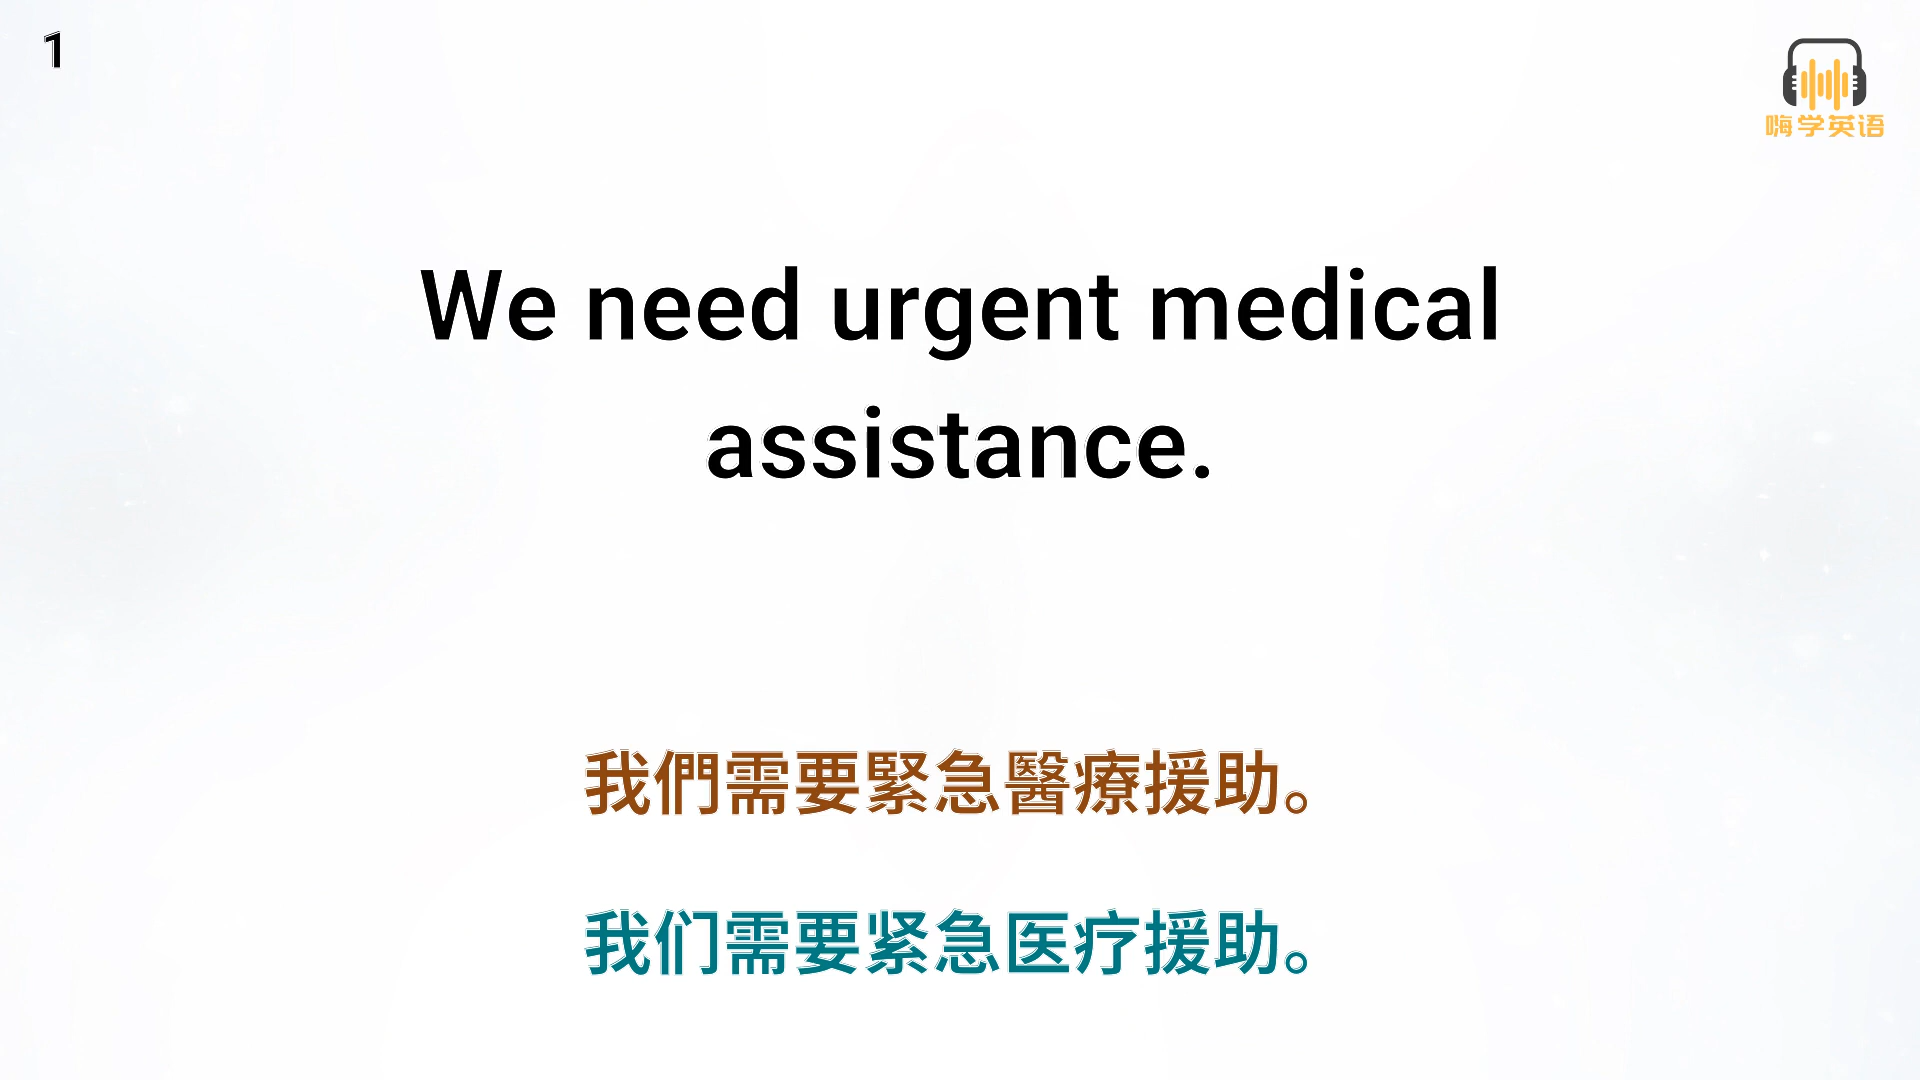 1
嗨学英语
We need urgent medical
assistance.
我們需要緊急醫療援助。
我们需要紧急医疗援助。